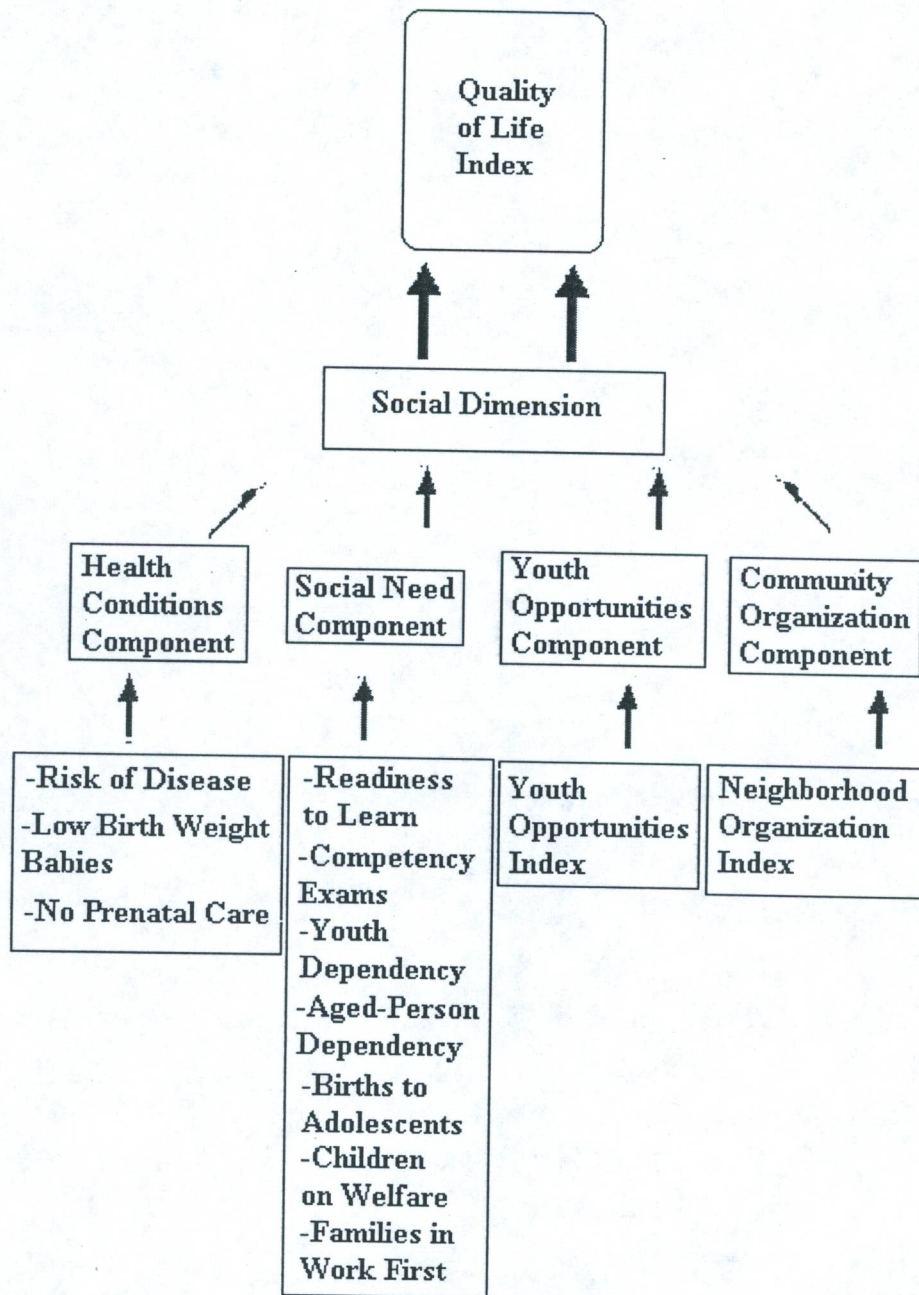 Quality
of Life
Index
Social Dimension
Health
Conditions
Component
Social Need
Component
Youth
Opportunities
Component
Community
Organization
Component
-Risk of Disease
-Low Birth Weight
Babies
-No Prenatal Care
-Readiness
to Learn
-Competency
Exams
-Youth
Dependency
-Aged-Person
Dependency
-Births to
Adolescents
-Children
on Welfare
-Families in
Work First
Youth
Opportunities
Index
Neighborhood
Organization
Index